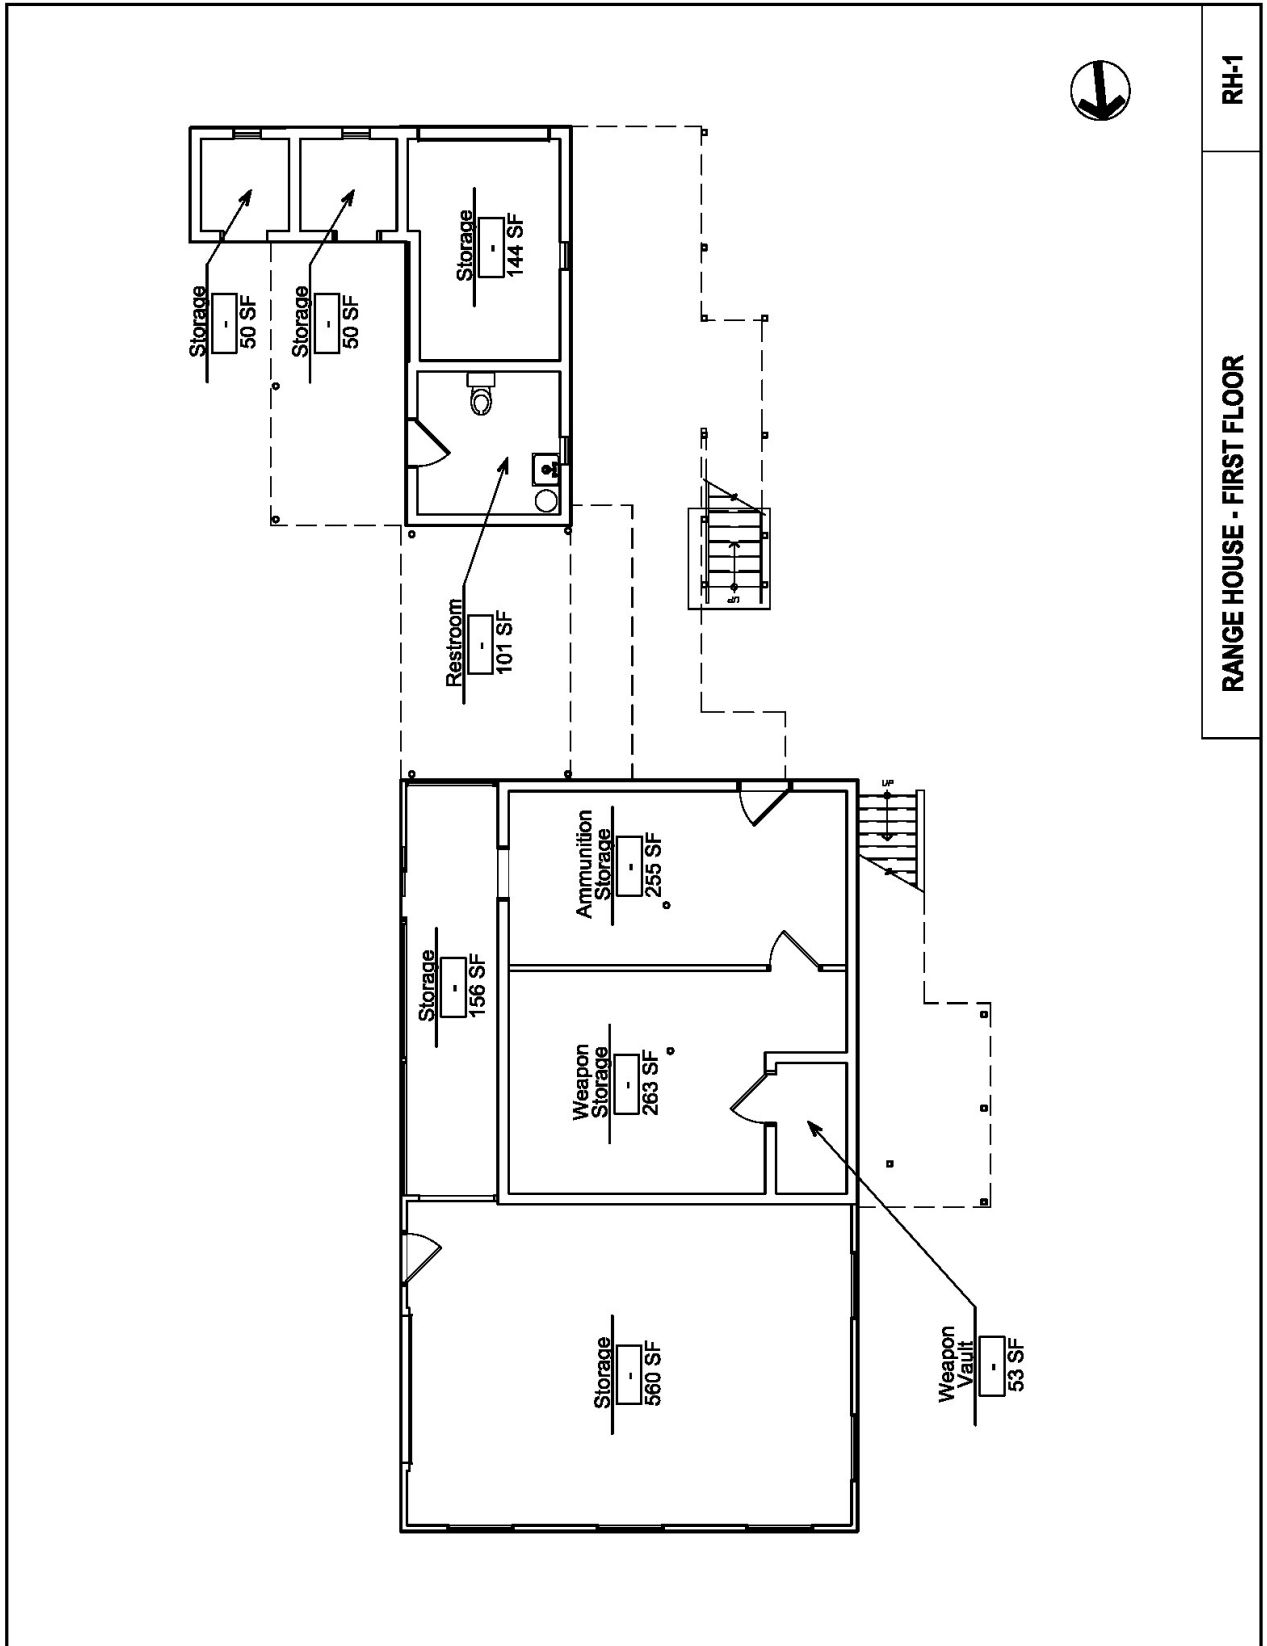 RH-1
RANGE HOUSE - FIRST FLOOR
Storage
-
50 SF
Storage
-
50 SF
Storage
-
144 SF
Restroom
-
101 SF
UP
Storage
-
156 SF
Ammunition
Storage
-
255 SF
Weapon
Storage
-
263 SF
Storage
-
560 SF
Weapon
Vault
-
53 SF